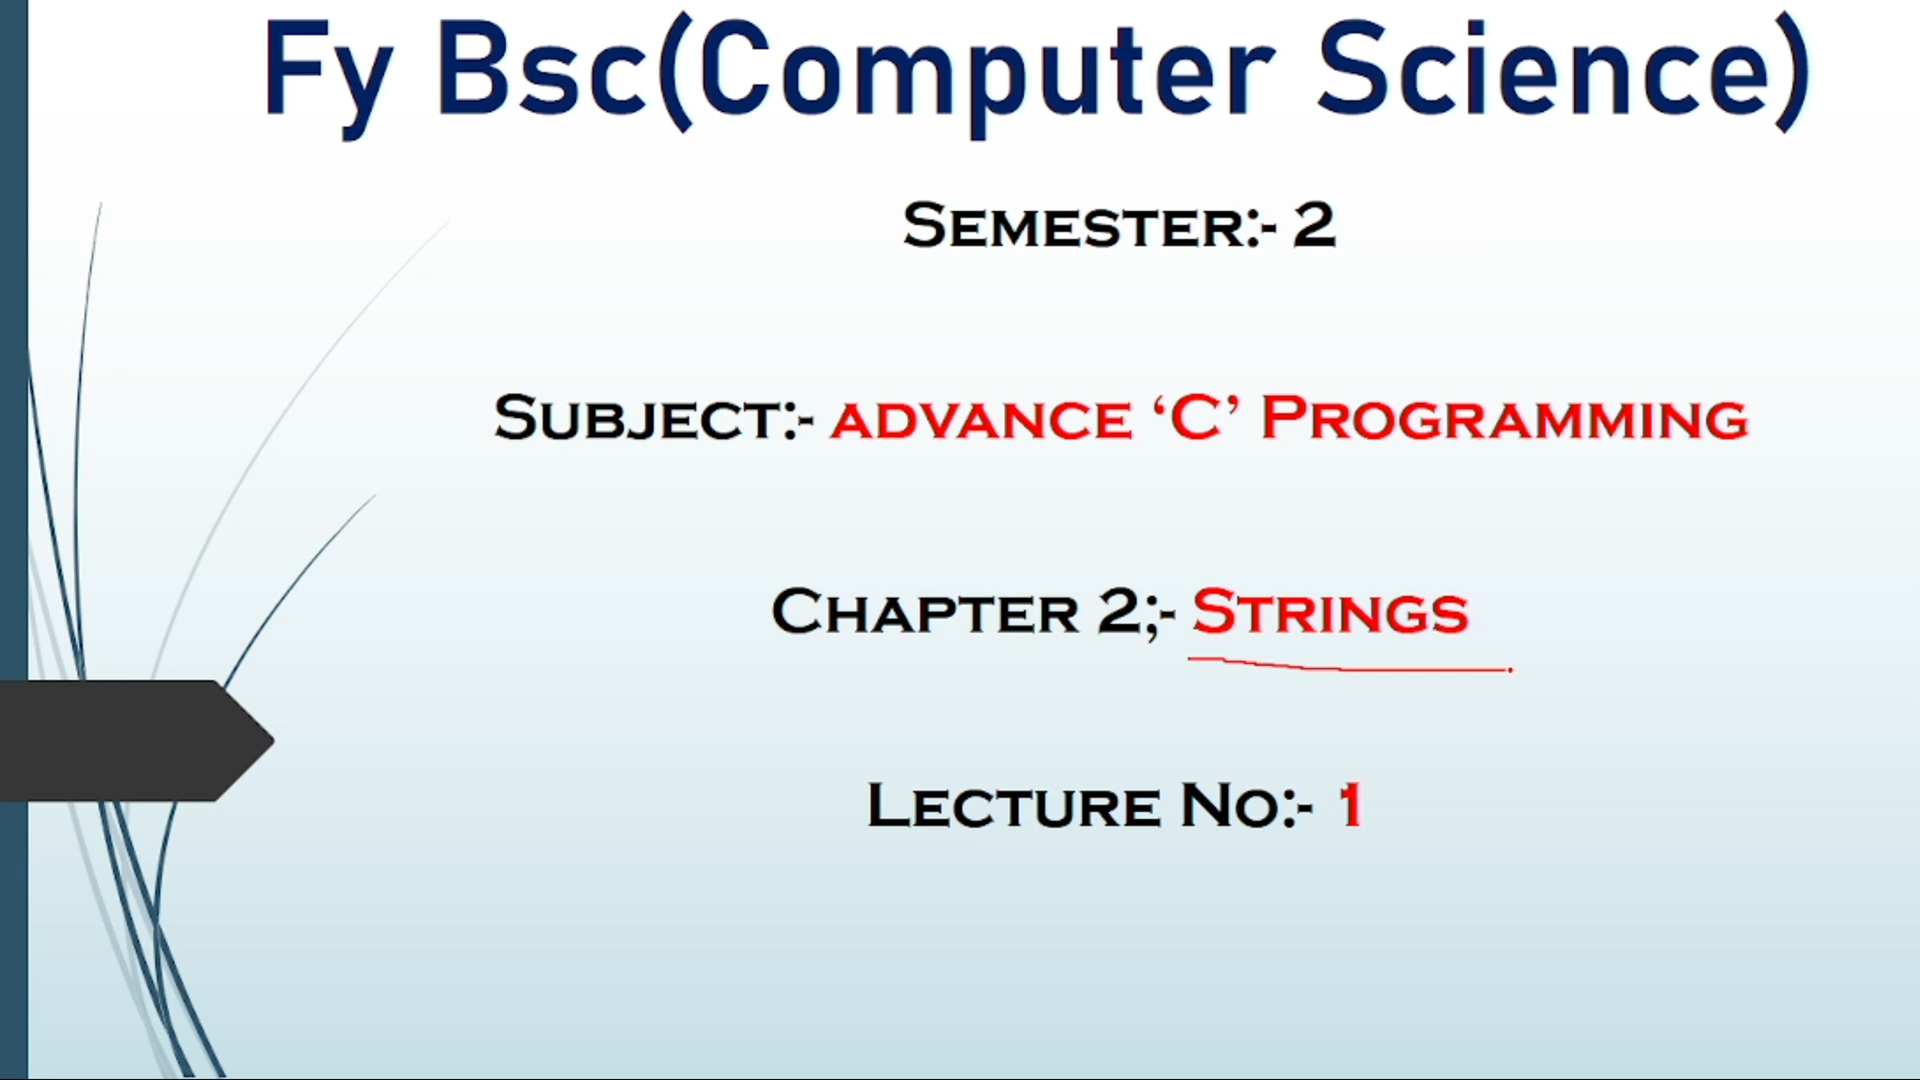 Fy Bsc(Computer Science)
Semester:- 2
Subject:- advance ‘C’ Programming
Chapter 2;- Strings
Lecture No:- 1